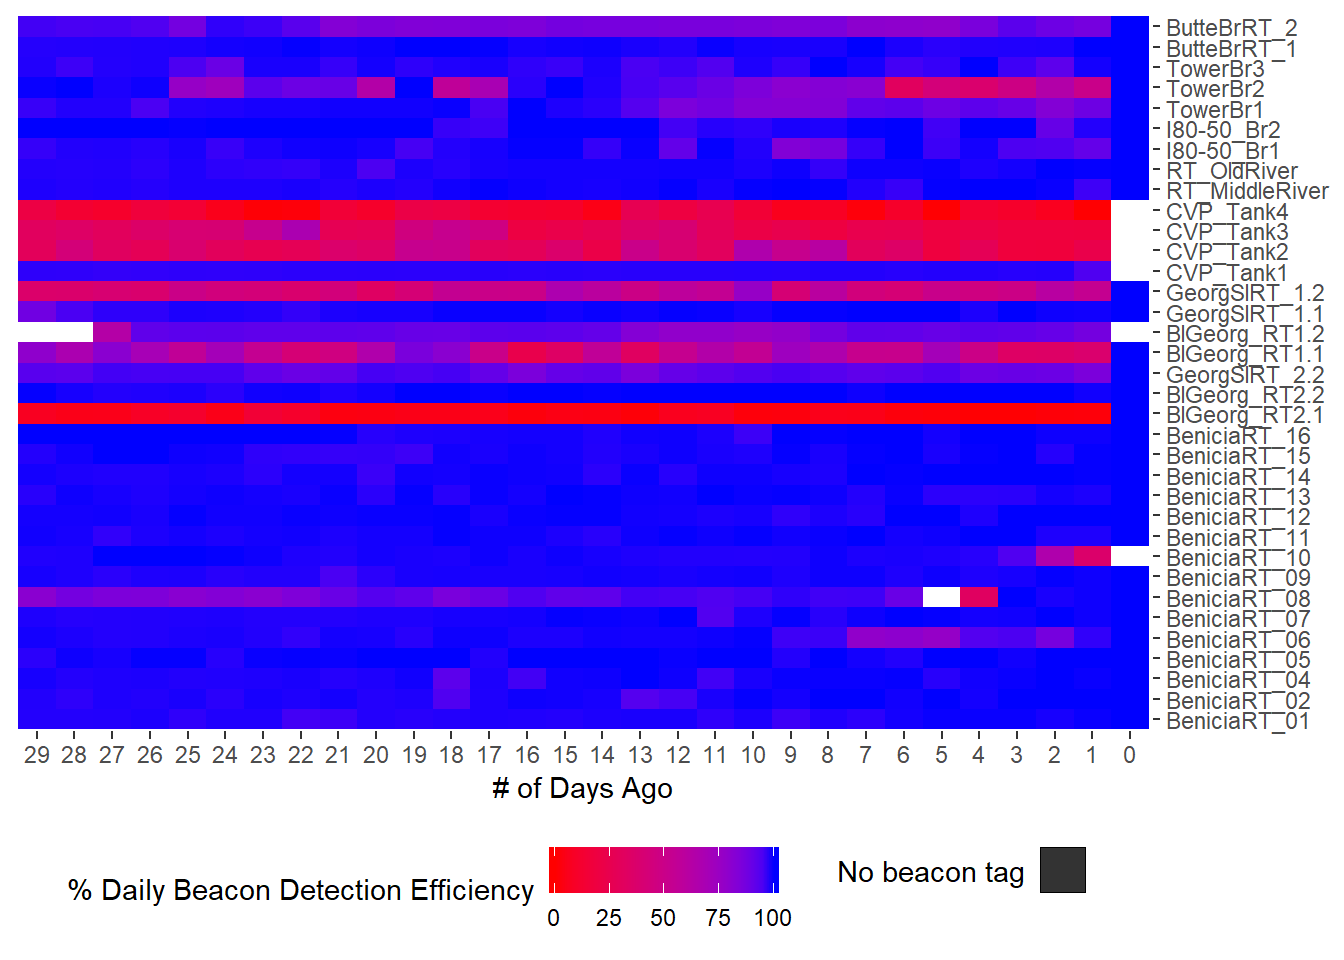 ButteBrRT_2
ButteBrRT_1
TowerBr3
TowerBr2
TowerBr1
I80-50_Br2
I80-50_Br1
RT_OldRiver
RT_MiddleRiver
CVP_Tank4
CVP_Tank3
CVP_Tank2
CVP_Tank1
GeorgSlRT_1.2
GeorgSlRT_1.1
BlGeorg_RT1.2
BlGeorg_RT1.1
GeorgSlRT_2.2
BlGeorg_RT2.2
BlGeorg_RT2.1
BeniciaRT_16
BeniciaRT_15
BeniciaRT_14
BeniciaRT_13
BeniciaRT_12
BeniciaRT_11
BeniciaRT_10
BeniciaRT_09
BeniciaRT_08
BeniciaRT_07
BeniciaRT_06
BeniciaRT_05
BeniciaRT_04
BeniciaRT_02
BeniciaRT_01
29 28 27 26 25 24 23 22 21 20 19 18 17 16 15 14 13 12 11 10 9 8 7 6 5 4 3 2 1 0
# of Days Ago
% Daily Beacon Detection Efficiency
0 25 50 75 100
No beacon tag